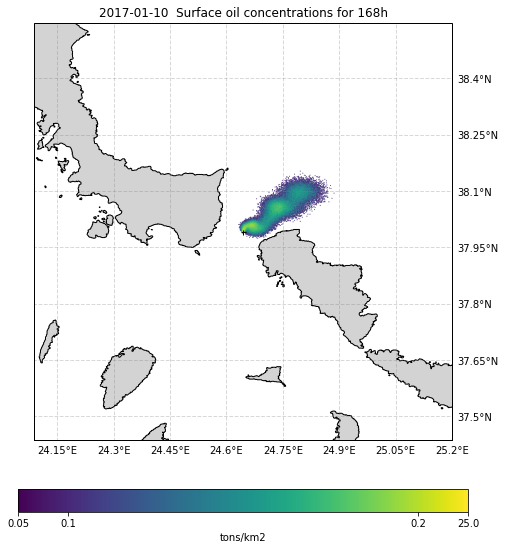 2017-01-10  Surface oil concentrations for 168h
38.4°N
38.25°N
38.1°N
37.95°N
37.8°N
37.65°N
37.5°N
24.15°E 24.3°E 24.45°E 24.6°E 24.75°E 24.9°E 25.05°E 25.2°E
0.05 0.1 0.2 25.0
tons/km2